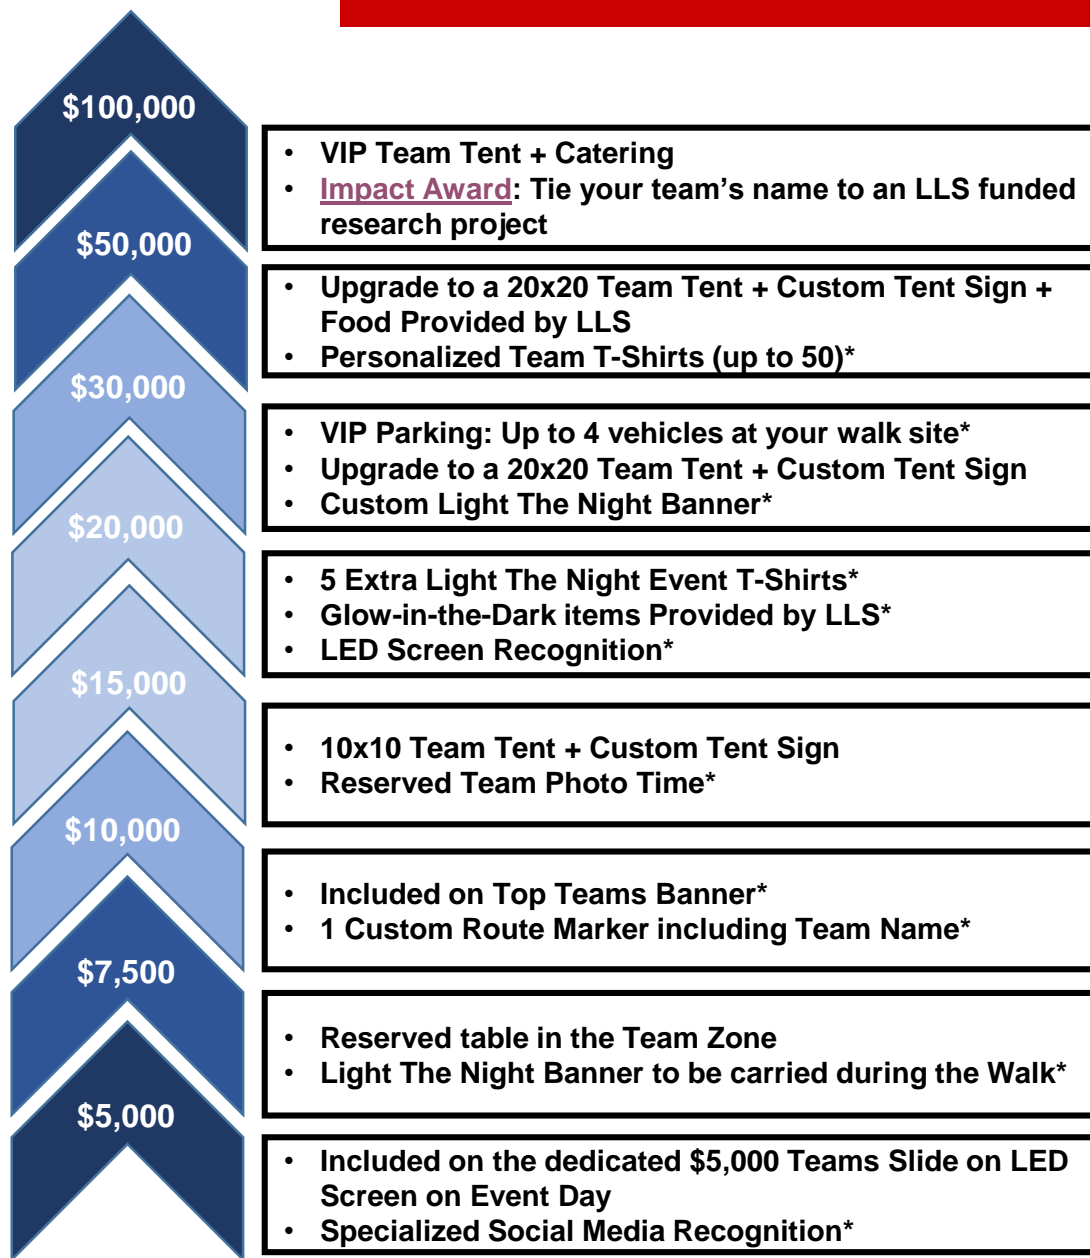 $100,000
• VIP Team Tent + Catering
• Impact Award: Tie your team’s name to an LLS funded
research project
$50,000
• Upgrade to a 20x20 Team Tent + Custom Tent Sign +
Food Provided by LLS
• Personalized Team T-Shirts (up to 50)*
$30,000
• VIP Parking: Up to 4 vehicles at your walk site*
• Upgrade to a 20x20 Team Tent + Custom Tent Sign
• Custom Light The Night Banner*
$20,000
• 5 Extra Light The Night Event T-Shirts*
• Glow-in-the-Dark items Provided by LLS*
• LED Screen Recognition*
$15,000
• 10x10 Team Tent + Custom Tent Sign
• Reserved Team Photo Time*
$10,000
• Included on Top Teams Banner*
• 1 Custom Route Marker including Team Name*
$7,500
• Reserved table in the Team Zone
• Light The Night Banner to be carried during the Walk*
$5,000
• Included on the dedicated $5,000 Teams Slide on LED
Screen on Event Day
• Specialized Social Media Recognition*